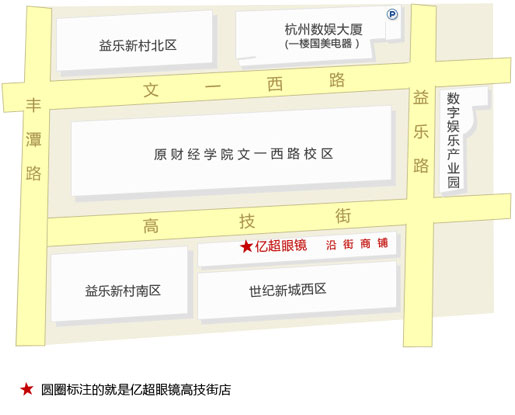 益乐新村北区
杭州数娱大厦
(一楼国美电器)
P
文一西路
丰潭路
益乐路
数字娱乐产业园
原财经学院文一西路校区
高技街
★亿超眼镜 沿街商铺
益乐新村南区
世纪新城西区
★ 圆圈标注的就是亿超眼镜高技街店